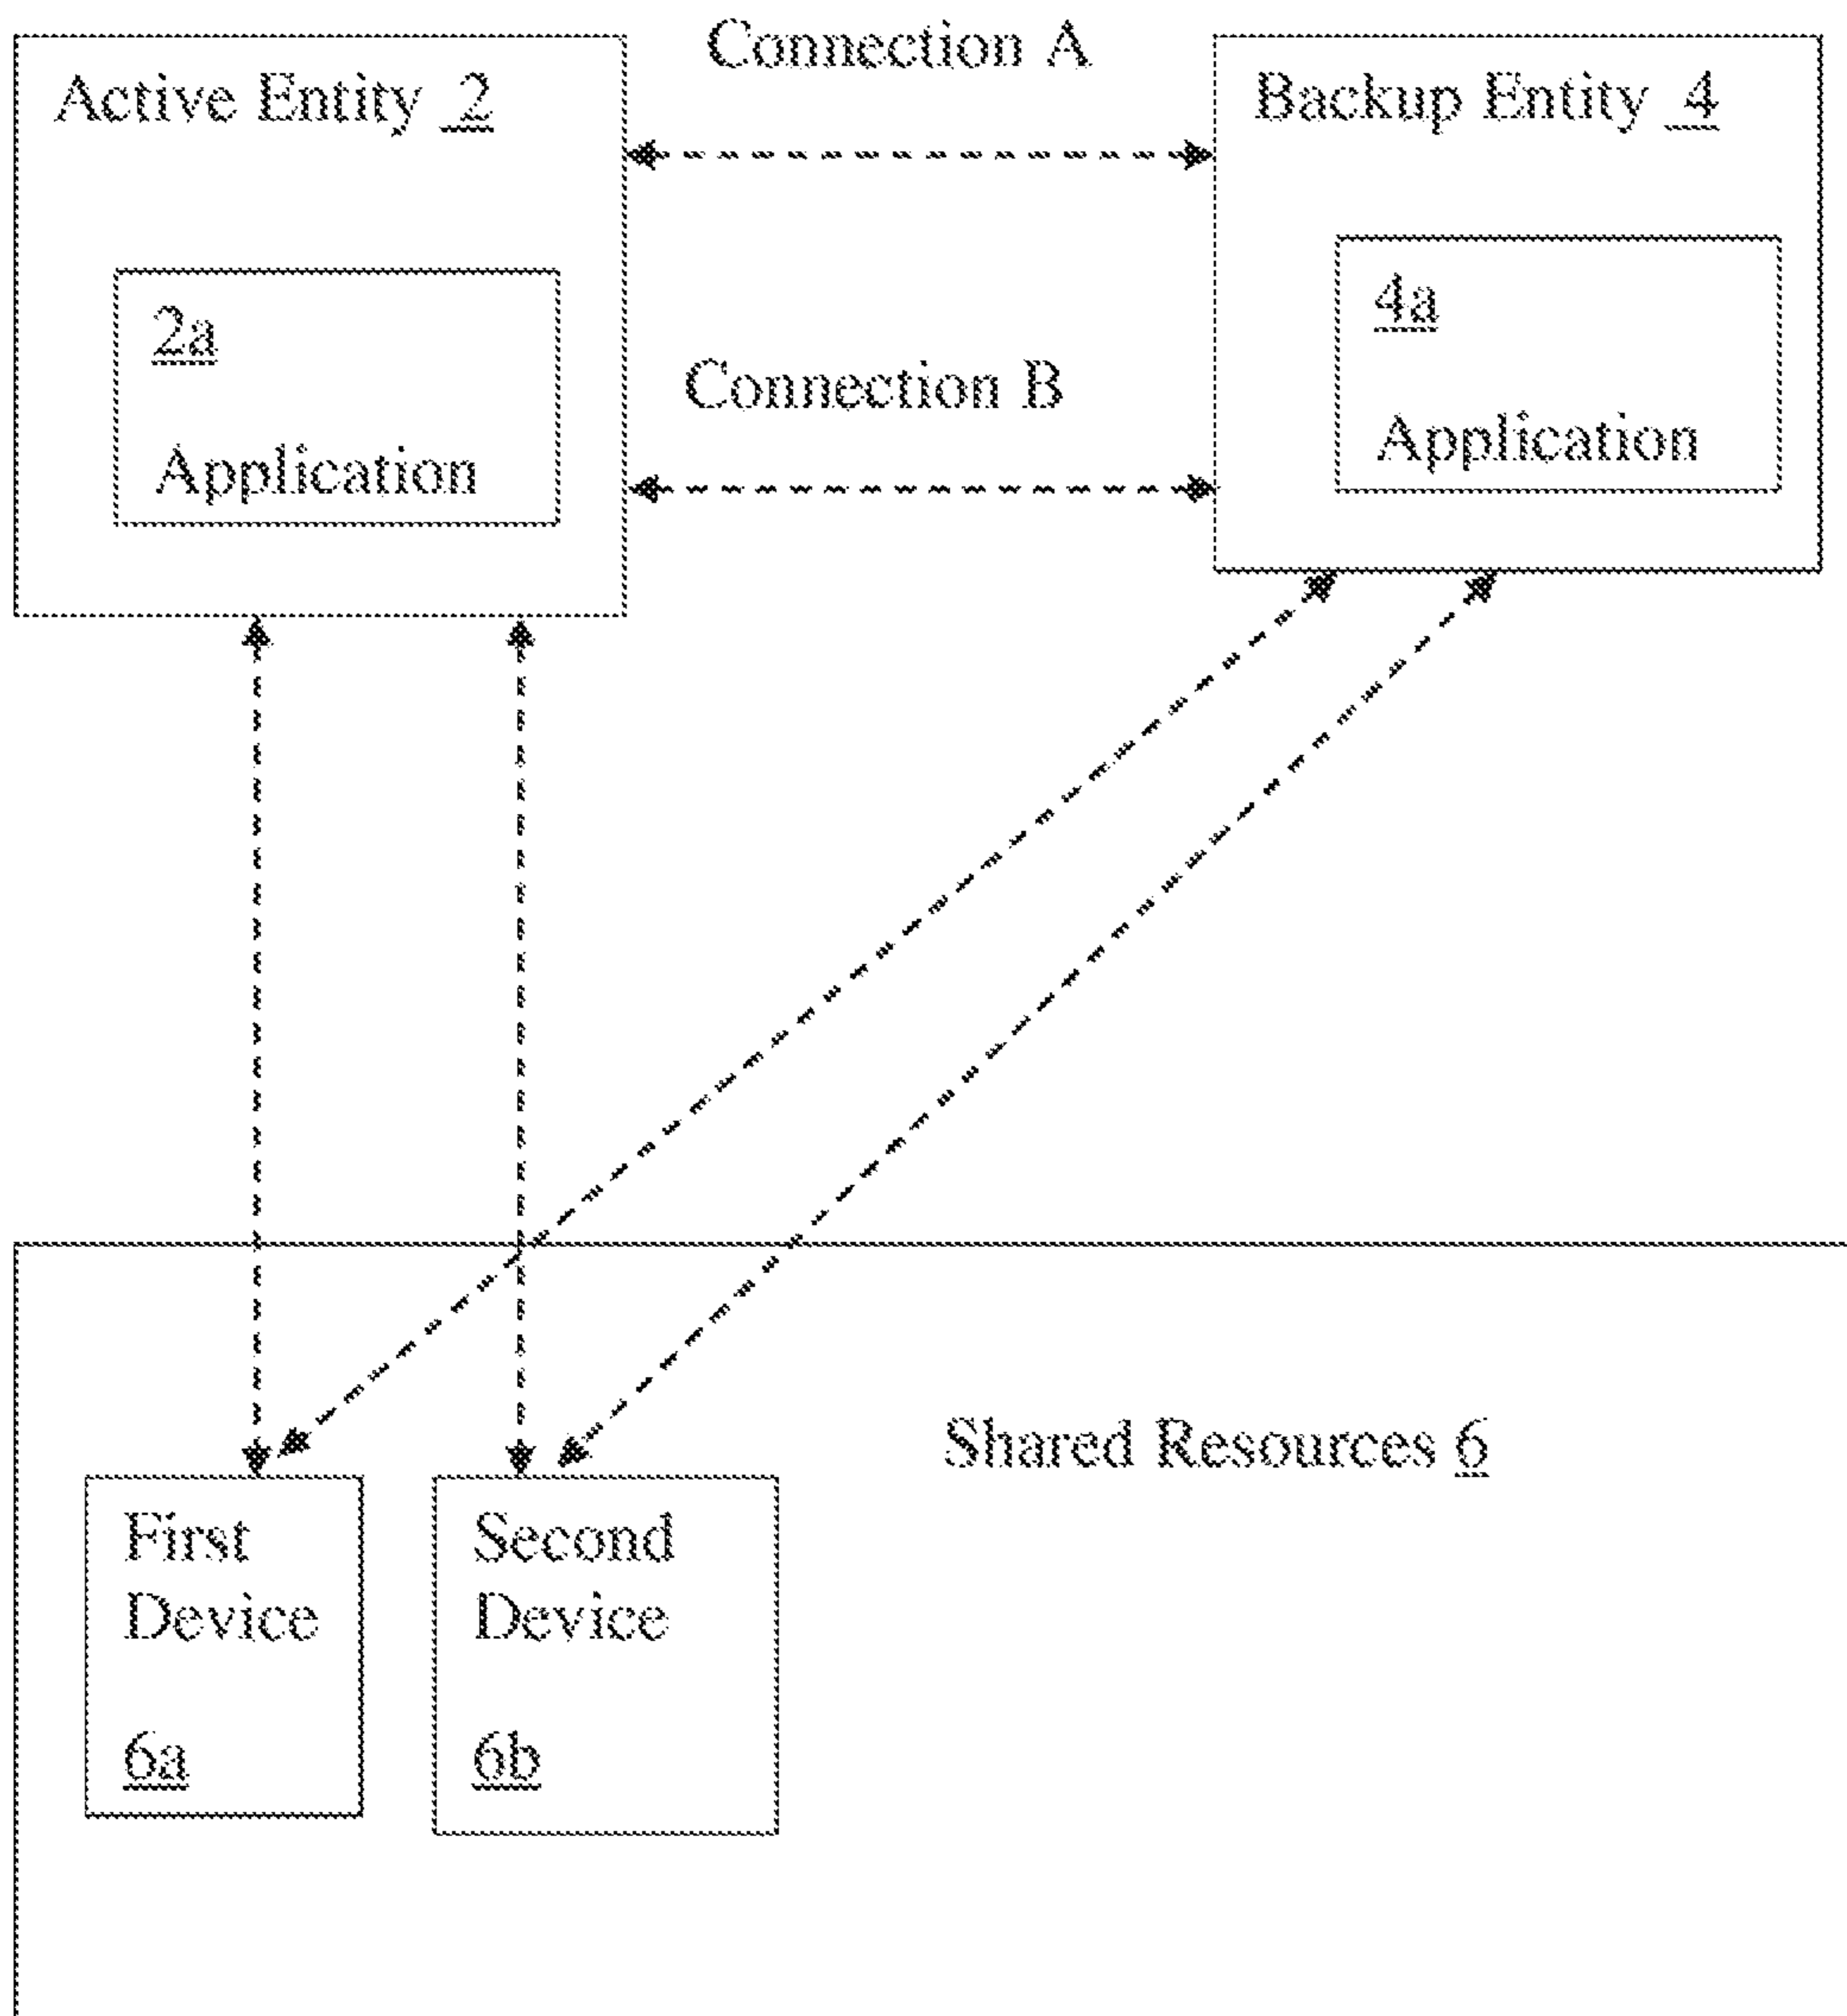 Connection A
Active Entity 2
Backup Entity 4
2a
Application
4a
Application
Connection B
Shared Resources 6
First
Device
6a
Second
Device
6b